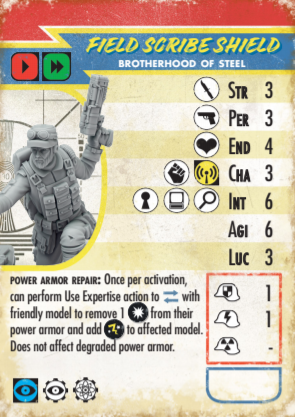 FIELD SCRIBE SHIELD
BROTHERHOOD OF STEEL
STR 3
PER 3
END 4
CHA 3
INT 6
AGI 6
LUC 3
POWER ARMOR REPAIR: Once per activation,
can perform Use Expertise action to with
friendly model to remove 1 from their
power armor and add to affected model.
Does not affect degraded power armor.
1
1
-